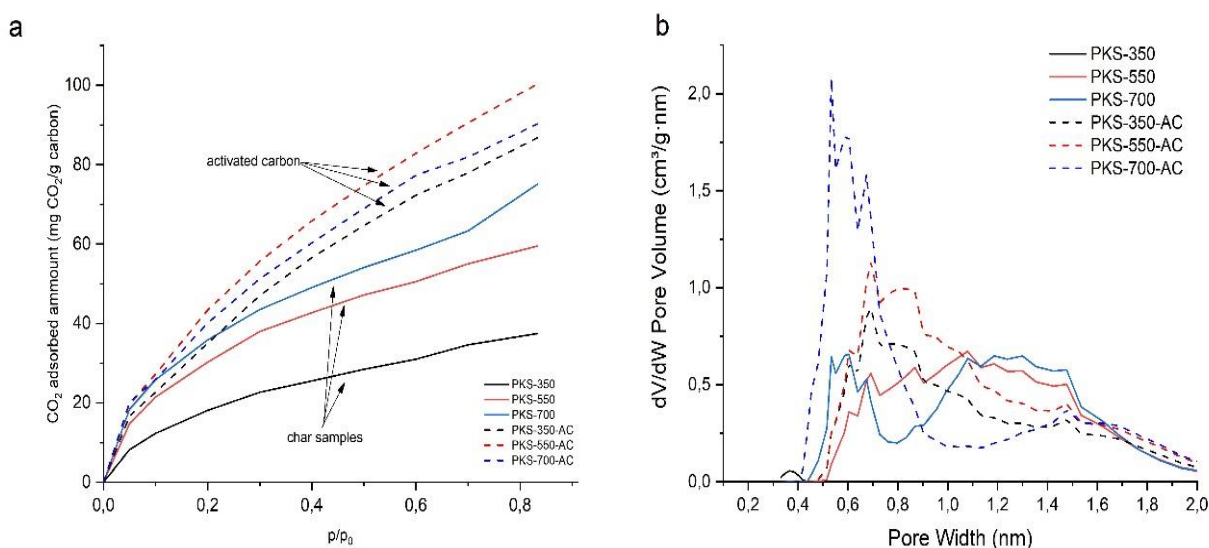 a
CO₂ adsorbed ammount (mg CO₂/g carbon)
100
80
60
40
20
0
0,0
0,2
0,4
0,6
0,8
p/p₀
activated carbon
char samples
PKS-350
PKS-550
PKS-700
PKS-350-AC
PKS-550-AC
PKS-700-AC
b
dV/dW Pore Volume (cm³/g·nm)
2,0
1,5
1,0
0,5
0,0
0,2
0,4
0,6
0,8
1,0
1,2
1,4
1,6
1,8
2,0
Pore Width (nm)
PKS-350
PKS-550
PKS-700
PKS-350-AC
PKS-550-AC
PKS-700-AC